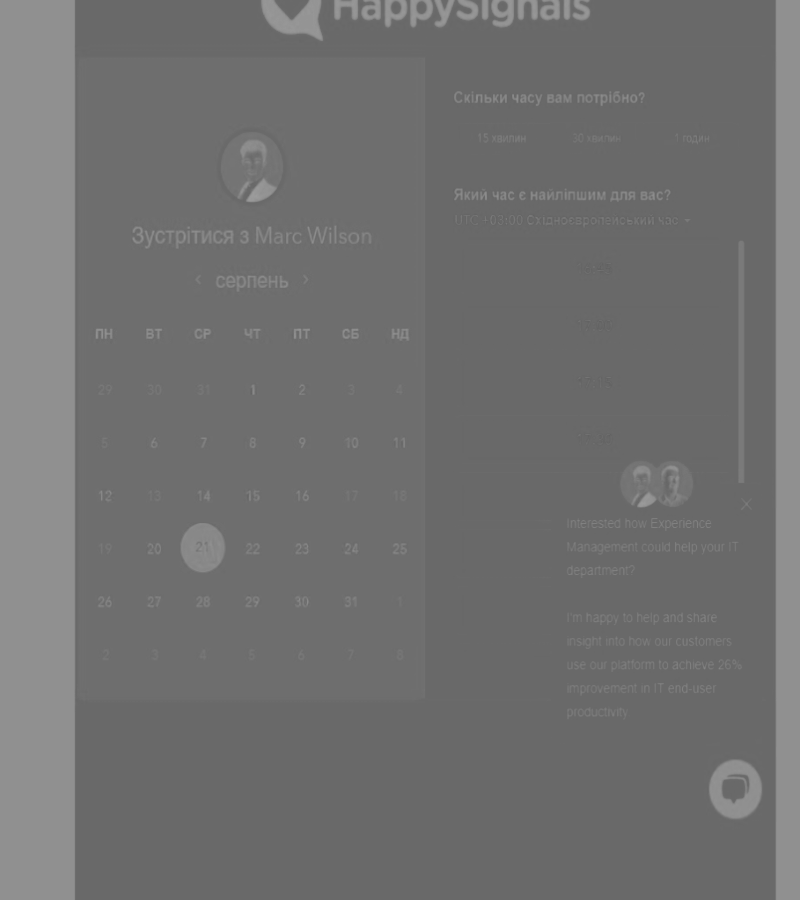 HappySignals
Зустрітися з Marc Wilson
серпень
ПН ВТ СР ЧТ ПТ СБ НД
29 30 31 1 2 3 4
5 6 7 8 9 10 11
12 13 14 15 16 17 18
19 20 21 22 23 24 25
26 27 28 29 30 31 1
2 3 4 5 6 7 8
Скільки часу вам потрібно?
15 хвилин 30 хвилин 1 годин
Який час є найліпшим для вас?
UTC +03:00 Східноєвропейський час
Interested how Experience
Management could help your IT
department?
I'm happy to help and share
insight into how our customers
use our platform to achieve 26%
improvement in IT end-user
productivity.